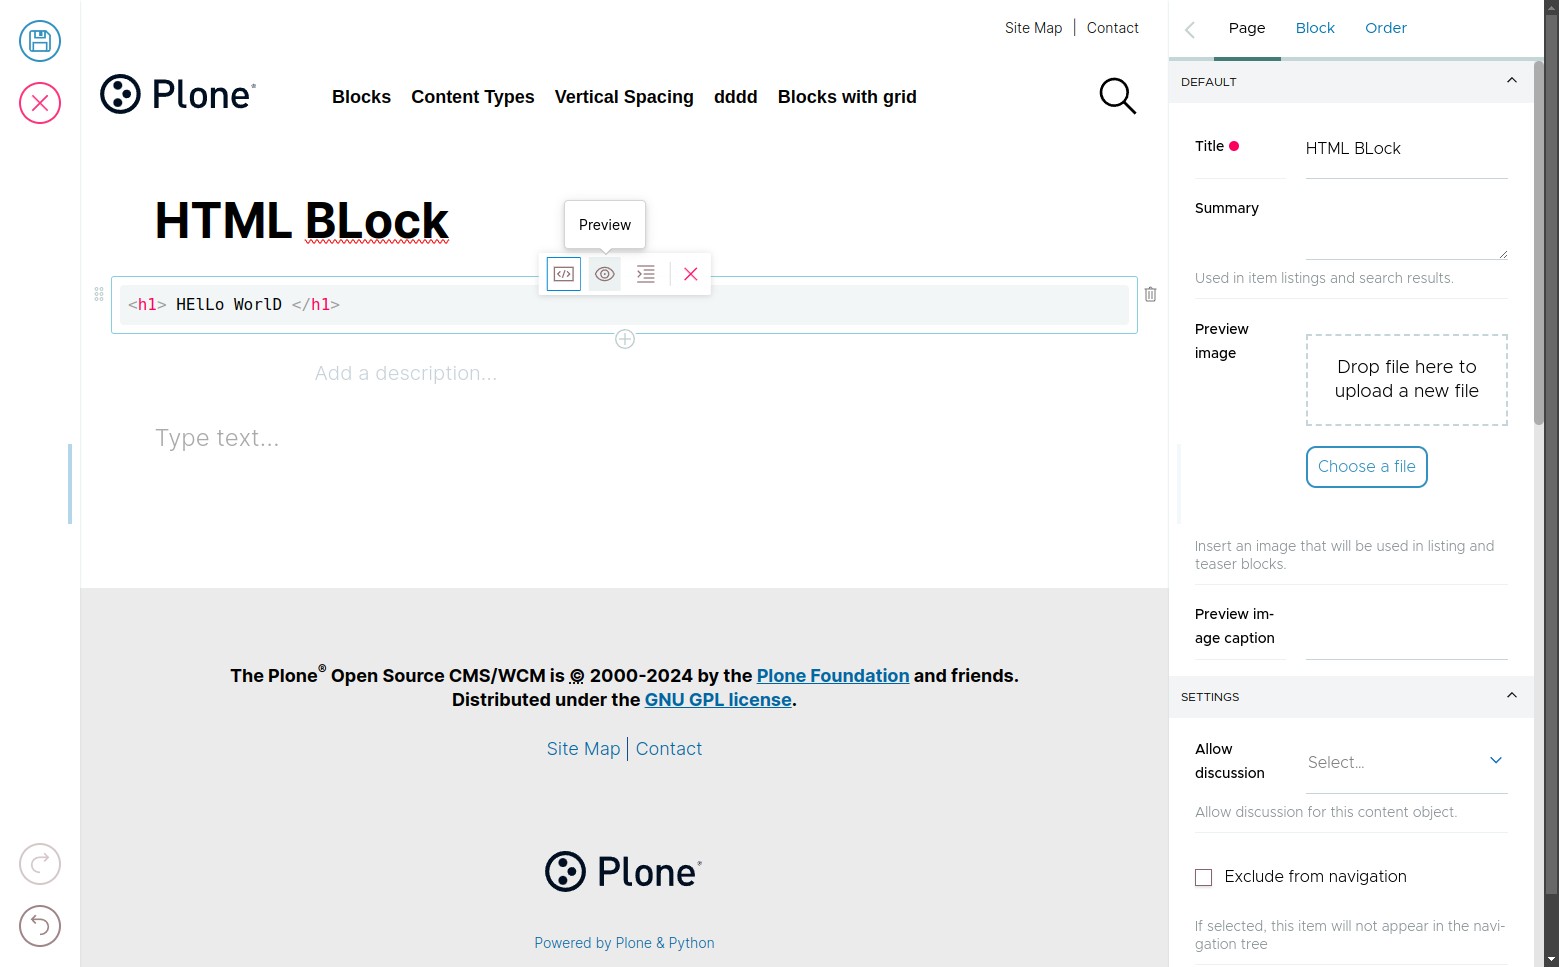 Site Map | Contact
Plone®
Blocks Content Types Vertical Spacing dddd Blocks with grid
HTML BLock
Preview
<h1> HElLo WorlD </h1>
Add a description...
Type text...
The Plone® Open Source CMS/WCM is © 2000-2024 by the Plone Foundation and friends.
Distributed under the GNU GPL license.
Site Map | Contact
Plone®
Powered by Plone & Python
Page Block Order
DEFAULT
Title
HTML BLock
Summary
Used in item listings and search results.
Preview
image
Drop file here to
upload a new file
Choose a file
Insert an image that will be used in listing and
teaser blocks.
Preview im-
age caption
SETTINGS
Allow
discussion
Select...
Allow discussion for this content object.
Exclude from navigation
If selected, this item will not appear in the navi-
gation tree